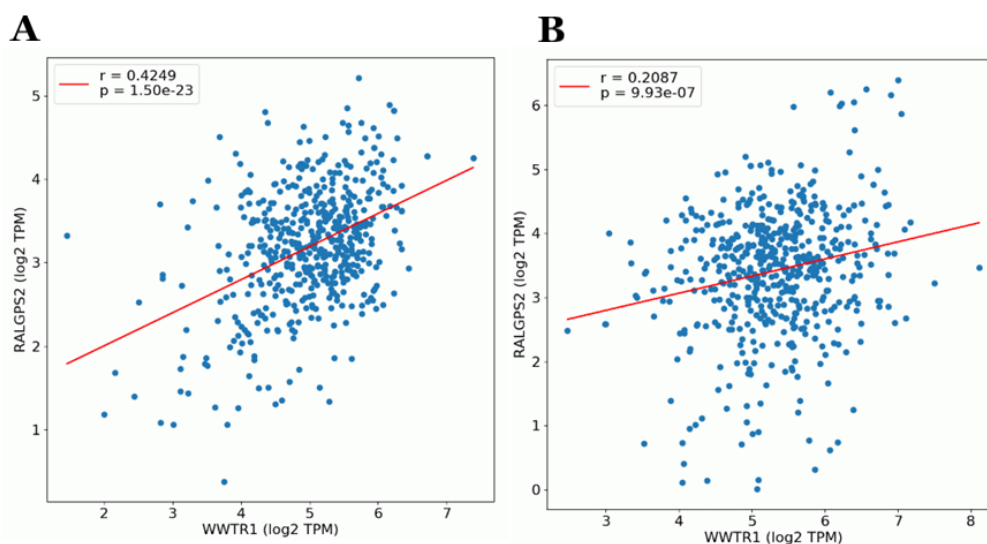 A
r = 0.4249
p = 1.50e-23
5
4
3
2
1
2 3 4 5 6 7
RALGPS2 (log2 TPM)
WWTR1 (log2 TPM)
B
r = 0.2087
p = 9.93e-07
6
5
4
3
2
1
0
3 4 5 6 7 8
RALGPS2 (log2 TPM)
WWTR1 (log2 TPM)